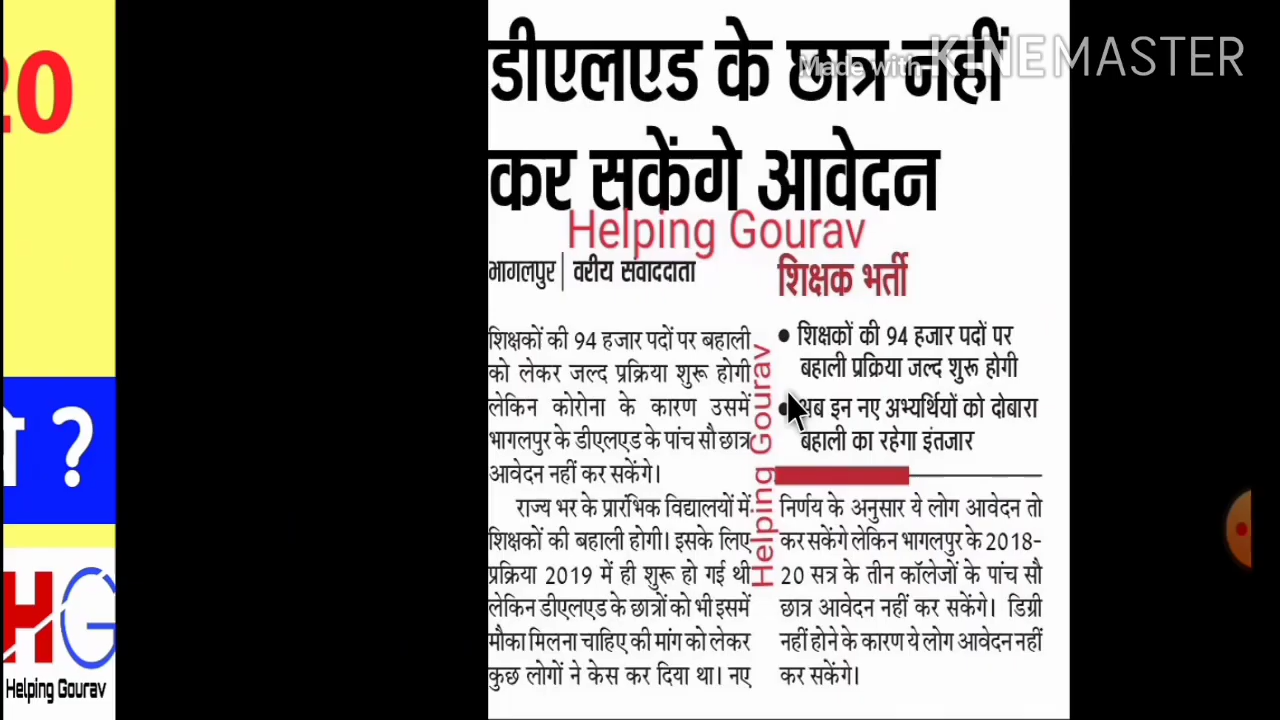 20
Made with KINEMASTER
डीएलएड के छात्र नहीं
कर सकेंगे आवेदन
Helping Gourav
भागलपुर | वरीय संवाददाता
शिक्षकों की 94 हजार पदों पर बहाली
को लेकर जल्द प्रक्रिया शुरू होगी
लेकिन कोरोना के कारण उसमें
भागलपुर के डीएलएड के पांच सौ छात्र
आवेदन नहीं कर सकेंगे।
राज्य भर के प्रारंभिक विद्यालयों में
शिक्षकों की बहाली होगी। इसके लिए
प्रक्रिया 2019 में ही शुरू हो गई थी
लेकिन डीएलएड के छात्रों को भी इसमें
मौका मिलना चाहिए की मांग को लेकर
कुछ लोगों ने केस कर दिया था। नए
Helping Gourav
शिक्षक भर्ती
• शिक्षकों की 94 हजार पदों पर
बहाली प्रक्रिया जल्द शुरू होगी
• अब इन नए अभ्यर्थियों को दोबारा
बहाली का रहेगा इंतजार
निर्णय के अनुसार ये लोग आवेदन तो
कर सकेंगे लेकिन भागलपुर के 2018-
20 सत्र के तीन कॉलेजों के पांच सौ
छात्र आवेदन नहीं कर सकेंगे। डिग्री
नहीं होने के कारण ये लोग आवेदन नहीं
कर सकेंगे।
?
HG
Helping Gourav